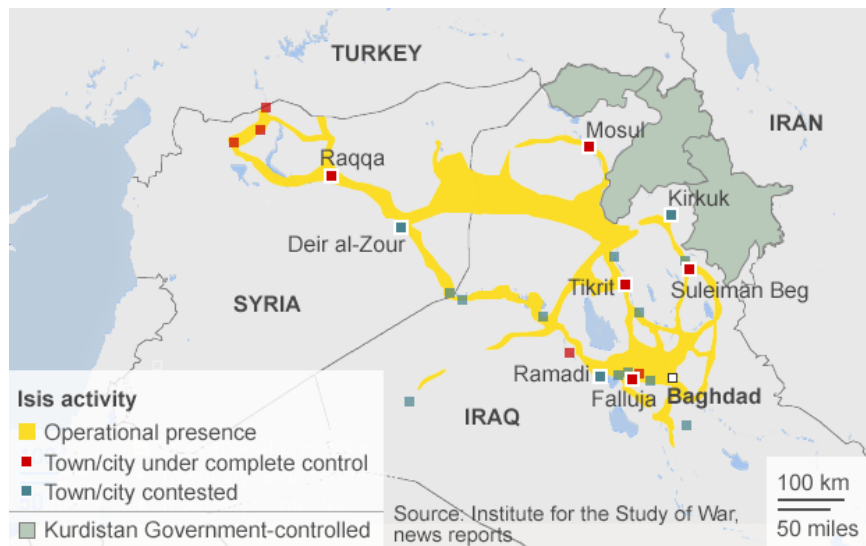 TURKEY
Mosul
IRAN
Raqqa
Kirkuk
Deir al-Zour
Tikrit
Suleiman Beg
SYRIA
Ramadi
Baghdad
Falluja
IRAQ
Isis activity
Operational presence
Town/city under complete control
Town/city contested
Kurdistan Government-controlled
Source: Institute for the Study of War,
news reports
100 km
50 miles